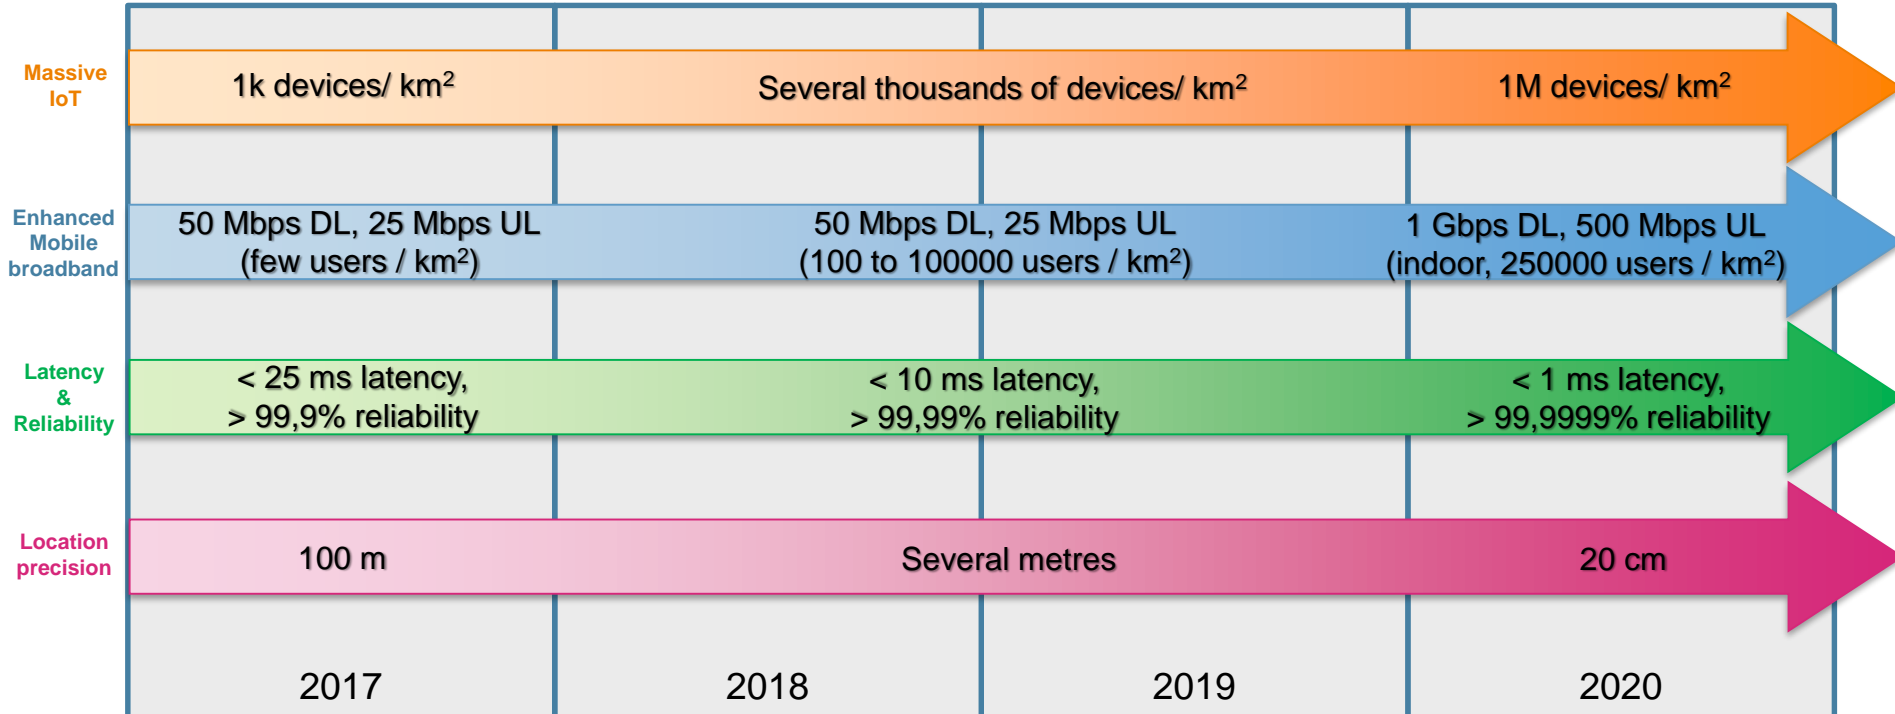 Massive
IoT
1k devices/ km²
Several thousands of devices/ km²
1M devices/ km²
Enhanced
Mobile
broadband
50 Mbps DL, 25 Mbps UL
(few users / km²)
50 Mbps DL, 25 Mbps UL
(100 to 100000 users / km²)
1 Gbps DL, 500 Mbps UL
(indoor, 250000 users / km²)
Latency
&
Reliability
< 25 ms latency,
> 99,9% reliability
< 10 ms latency,
> 99,99% reliability
< 1 ms latency,
> 99,9999% reliability
Location
precision
100 m
Several metres
20 cm
2017
2018
2019
2020